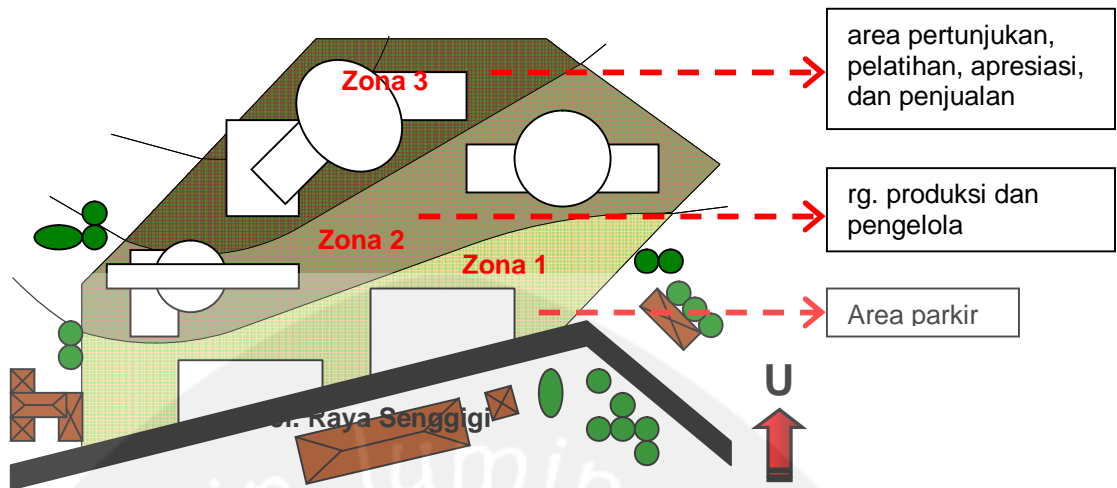 area pertunjukan,
pelatihan, apresiasi,
dan penjualan
Zona 3
rg. produksi dan
pengelola
Zona 2
Zona 1
Area parkir
U
Raya Senggigi